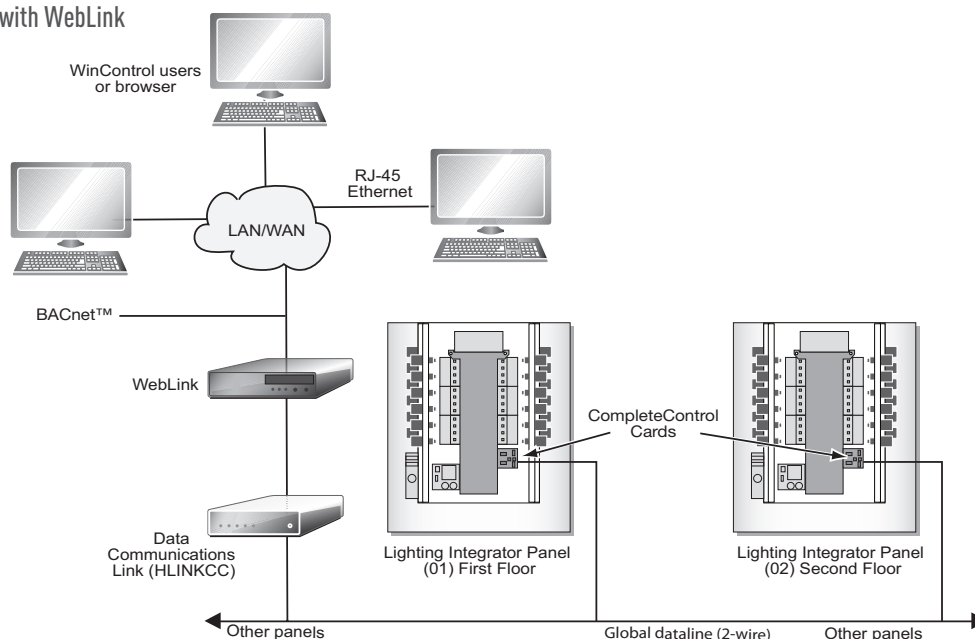 with WebLink
WinControl users
or browser
RJ-45
Ethernet
LAN/WAN
BACnet™
WebLink
CompleteControl
Cards
Data
Communications
Link (HLINKCC)
Lighting Integrator Panel
(01) First Floor
Lighting Integrator Panel
(02) Second Floor
Other panels
Global dataline (2-wire)
Other panels